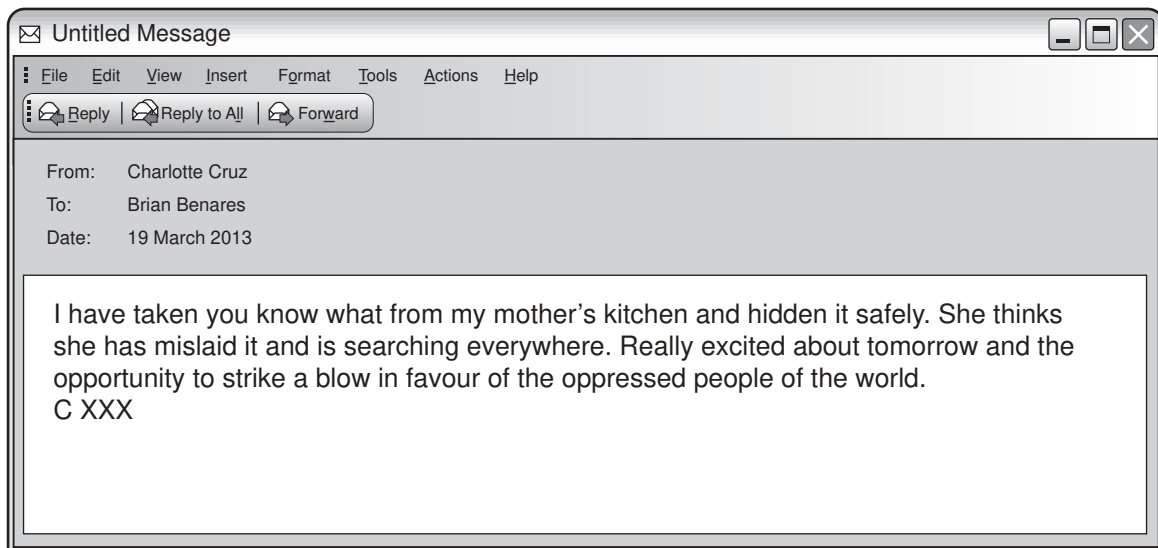 Untitled Message
File Edit View Insert Format Tools Actions Help
Reply Reply to All Forward
From: Charlotte Cruz
To: Brian Benares
Date: 19 March 2013
I have taken you know what from my mother's kitchen and hidden it safely. She thinks
she has mislaid it and is searching everywhere. Really excited about tomorrow and the
opportunity to strike a blow in favour of the oppressed people of the world.
C XXX